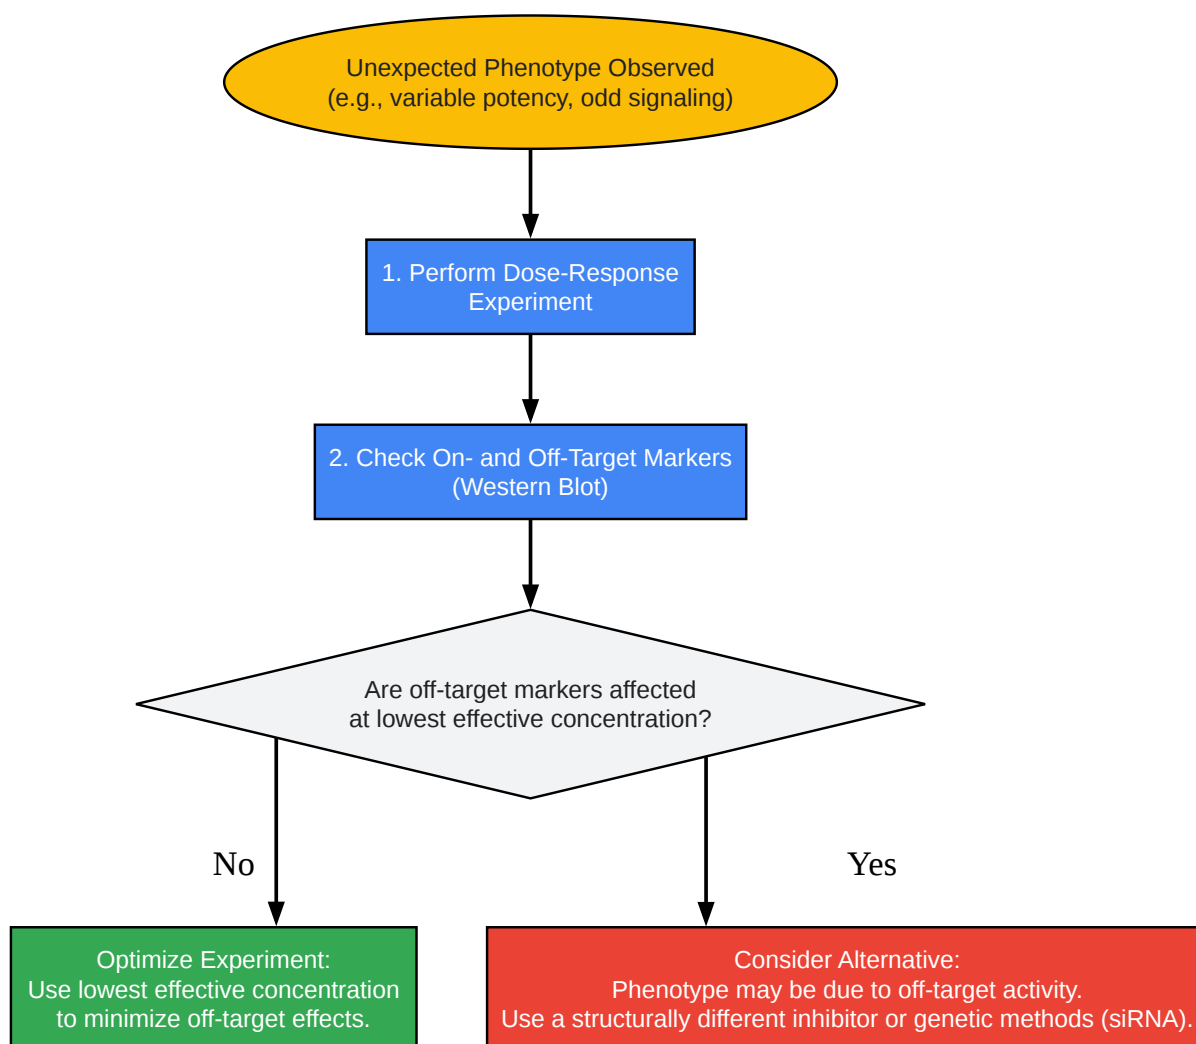 Unexpected Phenotype Observed
(e.g., variable potency, odd signaling)
1. Perform Dose-Response
Experiment
2. Check On- and Off-Target Markers
(Western Blot)
Are off-target markers affected
at lowest effective concentration?
No
Yes
Optimize Experiment:
Use lowest effective concentration
to minimize off-target effects.
Consider Alternative:
Phenotype may be due to off-target activity.
Use a structurally different inhibitor or genetic methods (siRNA).